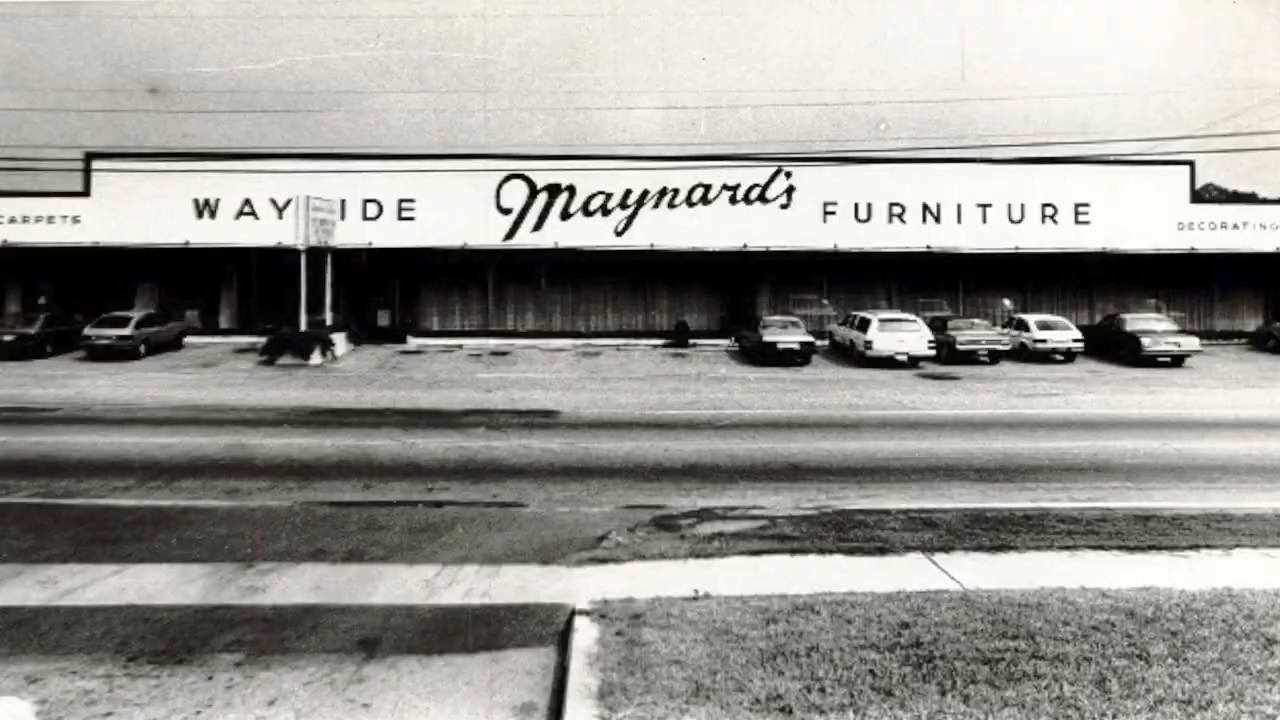 CARPETS
WAY IDE
Maynard's
FURNITURE
DECORATING